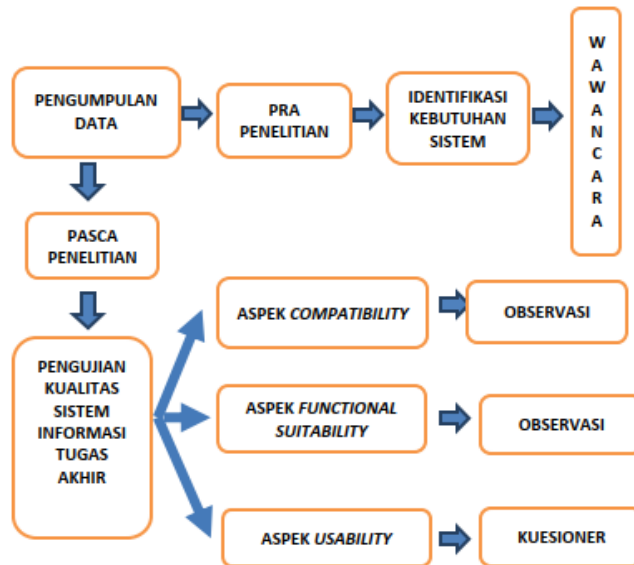 PENGUMPULAN
DATA
PRA
PENELITIAN
IDENTIFIKASI
KEBUTUHAN
SISTEM
W
A
W
A
N
C
A
R
A
PASCA
PENELITIAN
PENGUJIAN
KUALITAS
SISTEM
INFORMASI
TUGAS
AKHIR
ASPEK COMPATIBILITY
OBSERVASI
ASPEK FUNCTIONAL
SUITABILITY
OBSERVASI
ASPEK USABILITY
KUESIONER